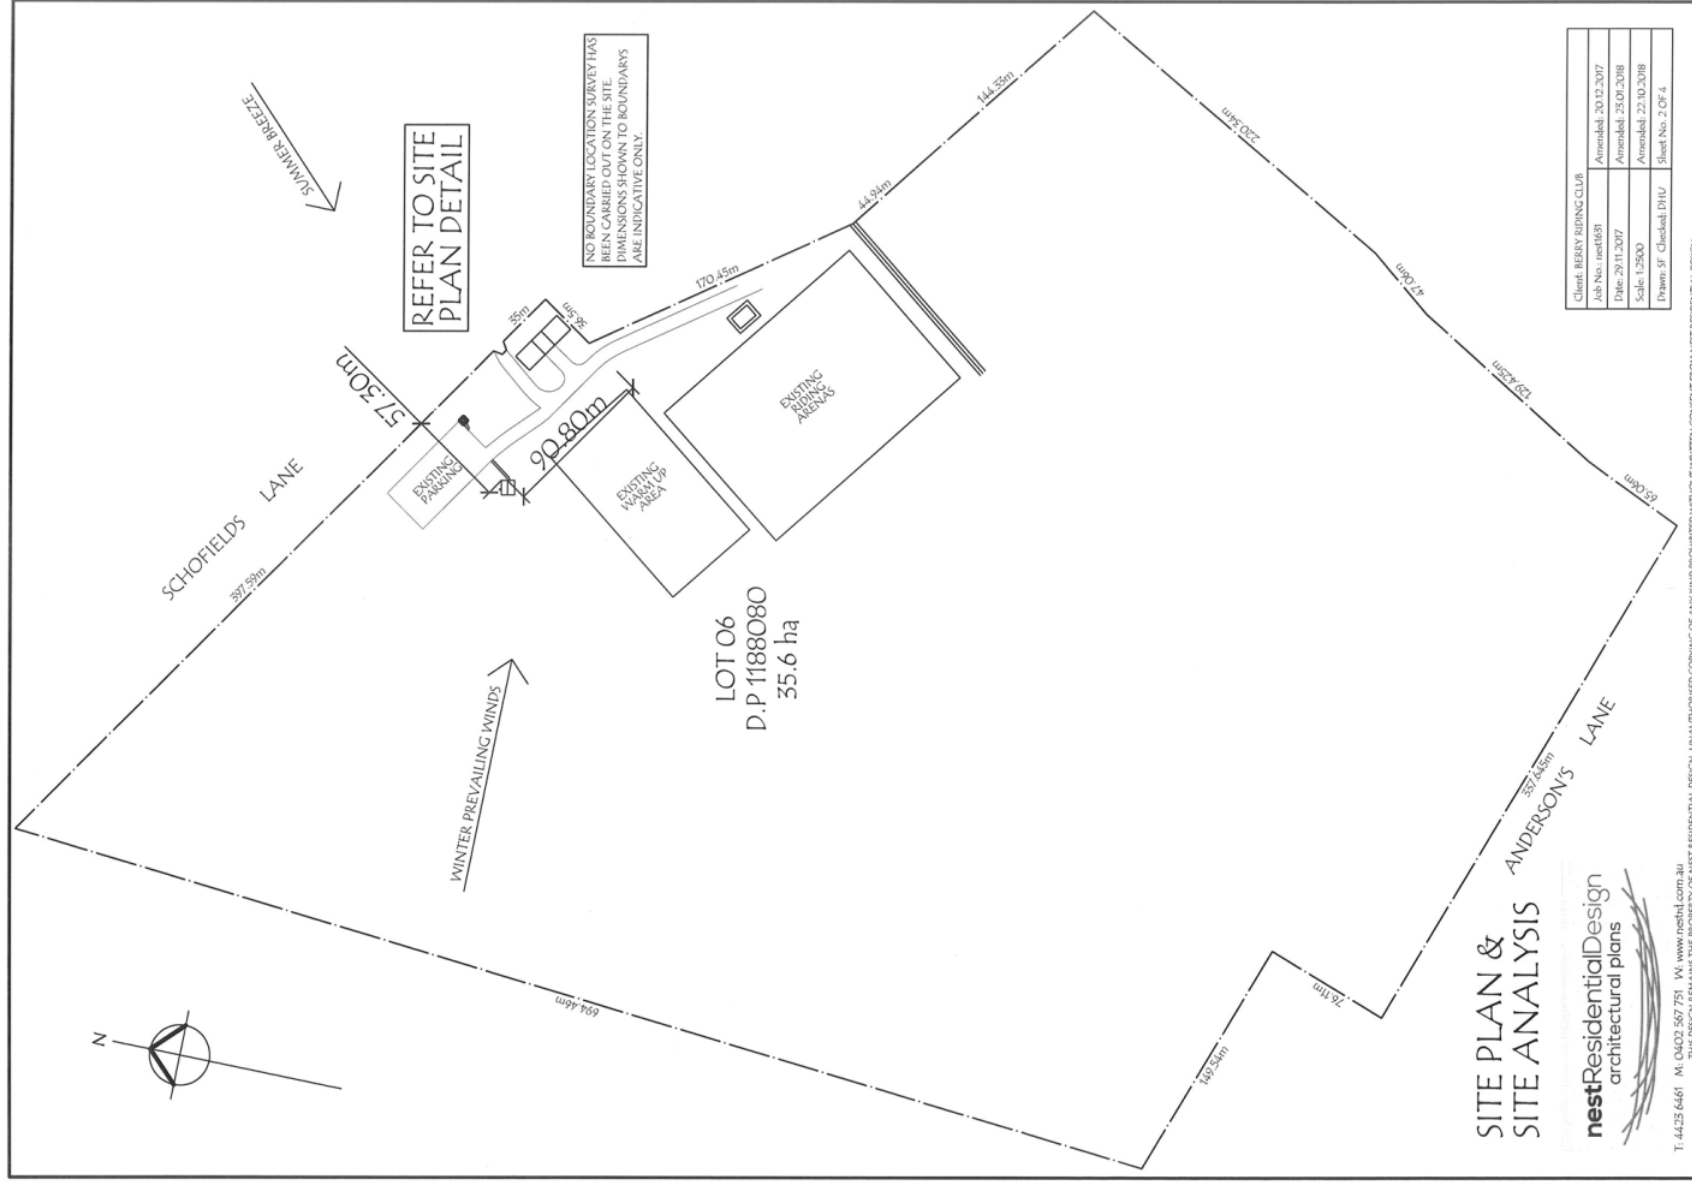 SUMMER BREEZE
REFER TO SITE
PLAN DETAIL
NO BOUNDARY LOCATION SURVEY HAS
BEEN CARRIED OUT ON THE SITE.
DIMENSIONS SHOWN TO BOUNDARYS
ARE INDICATIVE ONLY.
144.33m
220.34m
44.94m
170.45m
35m
36.5m
57.30m
90.80m
47.06m
129.425m
65.06m
SCHOFIELDS LANE
397.59m
EXISTING
PARKING
EXISTING
WARM UP
AREA
EXISTING
RIDING
ARENAS
LOT 06
D.P 1188080
35.6 ha
WINTER PREVAILING WINDS
N
694.46m
149.54m
76.11m
357.645m
ANDERSON'S LANE
SITE PLAN &
SITE ANALYSIS
nestResidentialDesign
architectural plans
Client: BERRY RIDING CLUB
Job No.: nest1631 Amended: 20.12.2017
Date: 29.11.2017 Amended: 23.01.2018
Scale: 1:2500 Amended: 22.10.2018
Drawn: SF Checked: DHU Sheet No. 2 OF 4
T: 4423 6461 M: 0402 567 751 W: www.nestrd.com.au